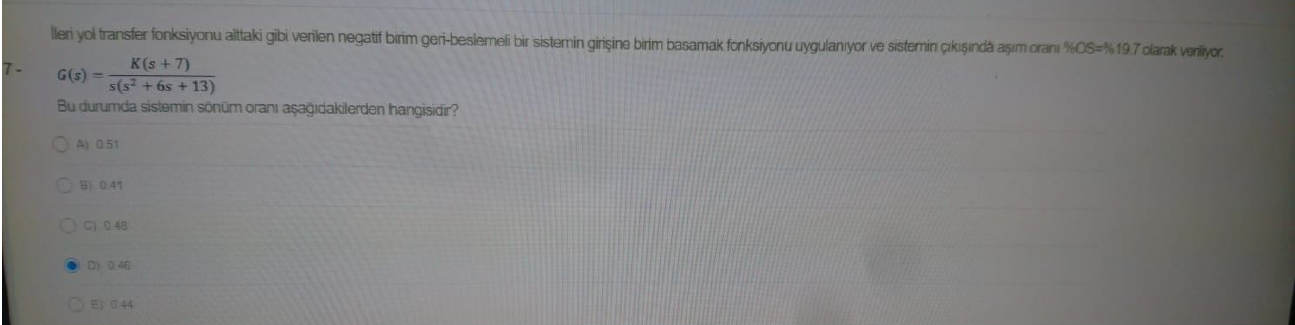 İleri yol transfer fonksiyonu alttaki gibi verilen negatif birim geri-beslemeli bir sistemin girişine birim basamak fonksiyonu uygulanıyor ve sistemin çıkışında aşım oranı %OS=%19.7 olarak veriliyor.
7- G(s) = K(s + 7) / s(s² + 6s + 13)
Bu durumda sistemin sönüm oranı aşağıdakilerden hangisidir?
A) 0.51
B) 0.41
C) 0.48
D) 0.46
E) 0.44